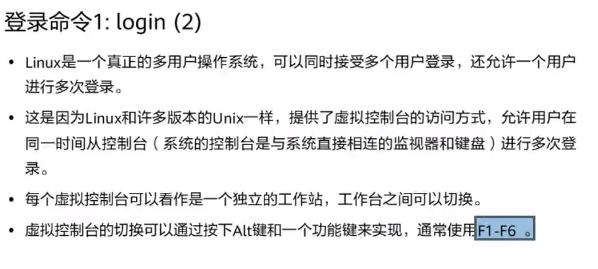 登录命令1: login (2)
• Linux是一个真正的多用户操作系统，可以同时接受多个用户登录，还允许一个用户
进行多次登录。
• 这是因为Linux和许多版本的Unix一样，提供了虚拟控制台的访问方式，允许用户在
同一时间从控制台（系统的控制台是与系统直接相连的监视器和键盘）进行多次登
录。
• 每个虚拟控制台可以看作是一个独立的工作站，工作台之间可以切换。
• 虚拟控制台的切换可以通过按下Alt键和一个功能键来实现，通常使用F1-F6 。